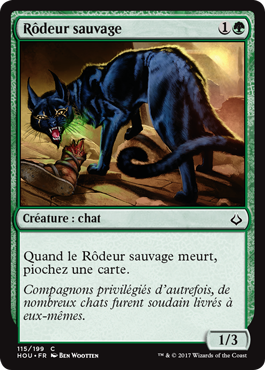 Rôdeur sauvage 1
Créature : chat
Quand le Rôdeur sauvage meurt,
piochez une carte.
Compagnons privilégiés d'autrefois, de
nombreux chats furent soudain livrés à
eux-mêmes.
1/3
115/199 C
HOU • FR Ben Wootten
™ & © 2017 Wizards of the Coast